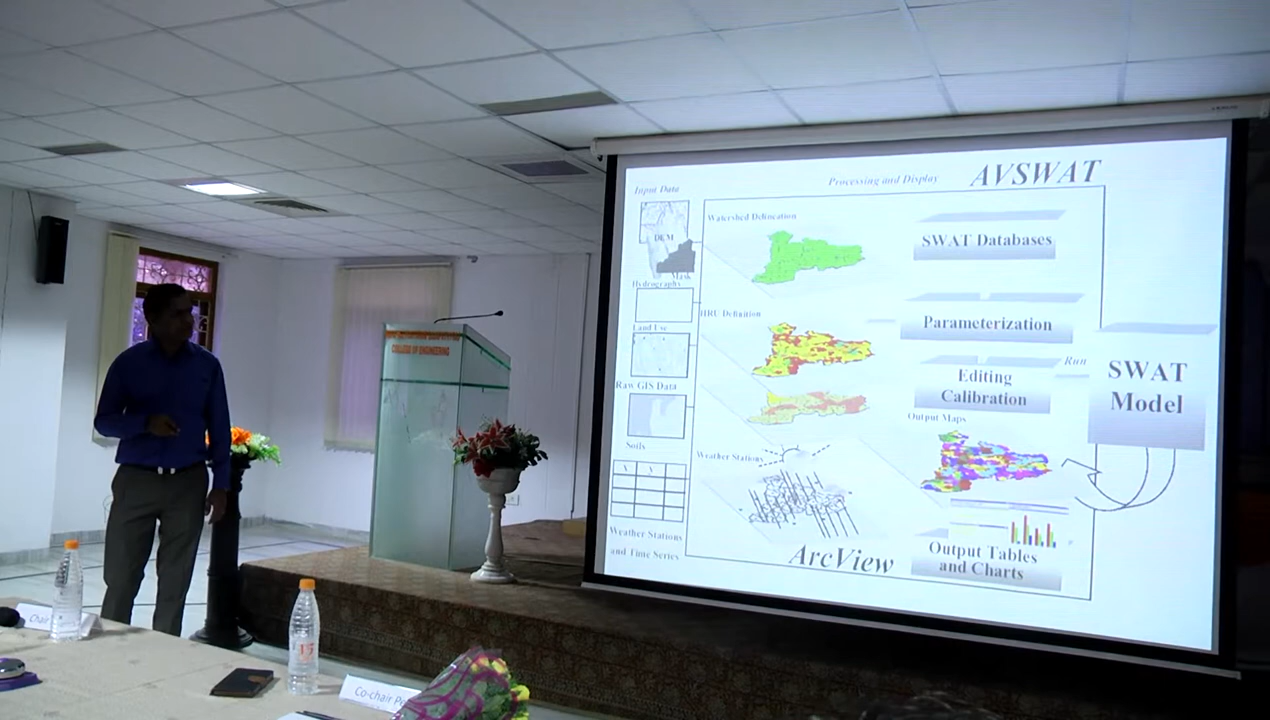 Input Data
Processing and Display
AVSWAT
DEM
Mask
Hydrography
Land Use
Raw GIS Data
Soils
Weather Stations
and Time Series
Watershed Delineation
HRU Definition
Weather Stations
ArcView
SWAT Databases
Parameterization
Editing
Calibration
Run
SWAT
Model
Output Maps
Output Tables
and Charts
COLLEGE OF ENGINEERING
Chair
Co-chair